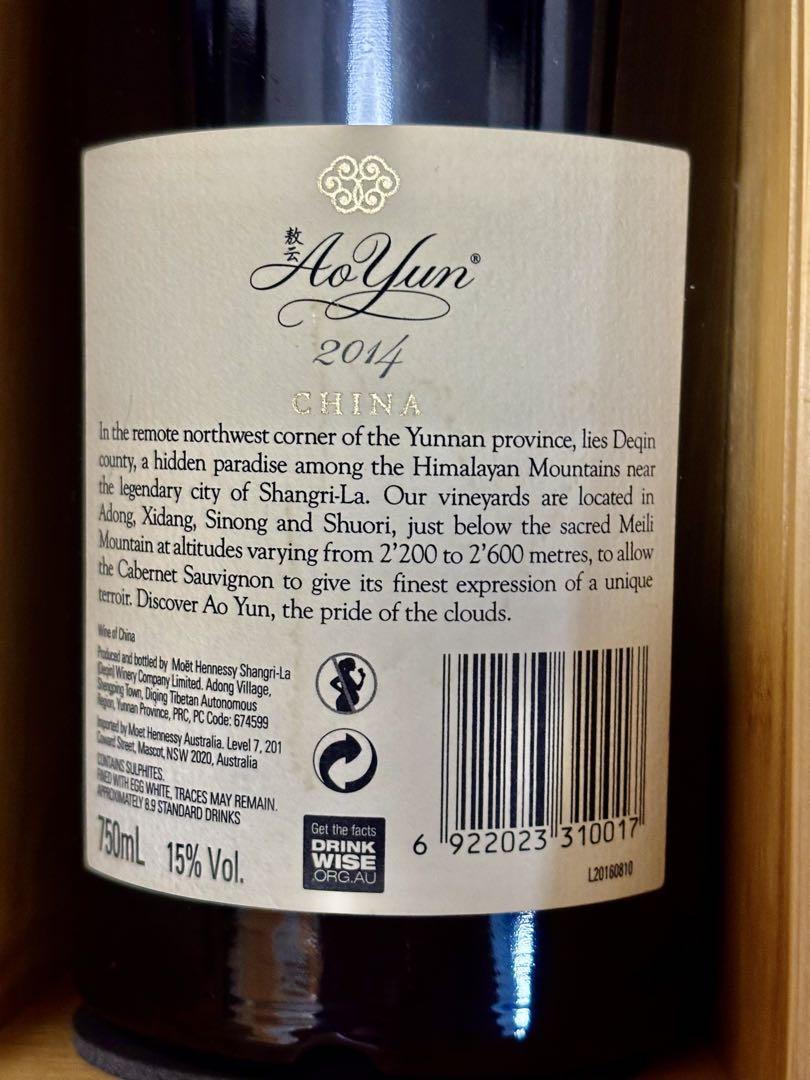 敖云
Ao Yun®
2014
CHINA
In the remote northwest corner of the Yunnan province, lies Deqin
county, a hidden paradise among the Himalayan Mountains near
the legendary city of Shangri-La. Our vineyards are located in
Adong, Xidang, Sinong and Shuori, just below the sacred Meili
Mountain at altitudes varying from 2'200 to 2'600 metres, to allow
the Cabernet Sauvignon to give its finest expression of a unique
terroir. Discover Ao Yun, the pride of the clouds.
Wine of China
Produced and bottled by Moët Hennessy Shangri-La
(Deqin) Winery Company Limited. Adong Village,
Shengping Town, Diqing Tibetan Autonomous
Region, Yunnan Province, PRC, PC Code: 674599
Imported by Moet Hennessy Australia. Level 7, 201
Coward Street, Mascot, NSW 2020, Australia
CONTAINS SULPHITES.
FINED WITH EGG WHITE, TRACES MAY REMAIN.
APPROXIMATELY 8.9 STANDARD DRINKS
750mL 15% Vol.
Get the facts
DRINK
WISE
.ORG.AU
6 922023 310017
L20160810